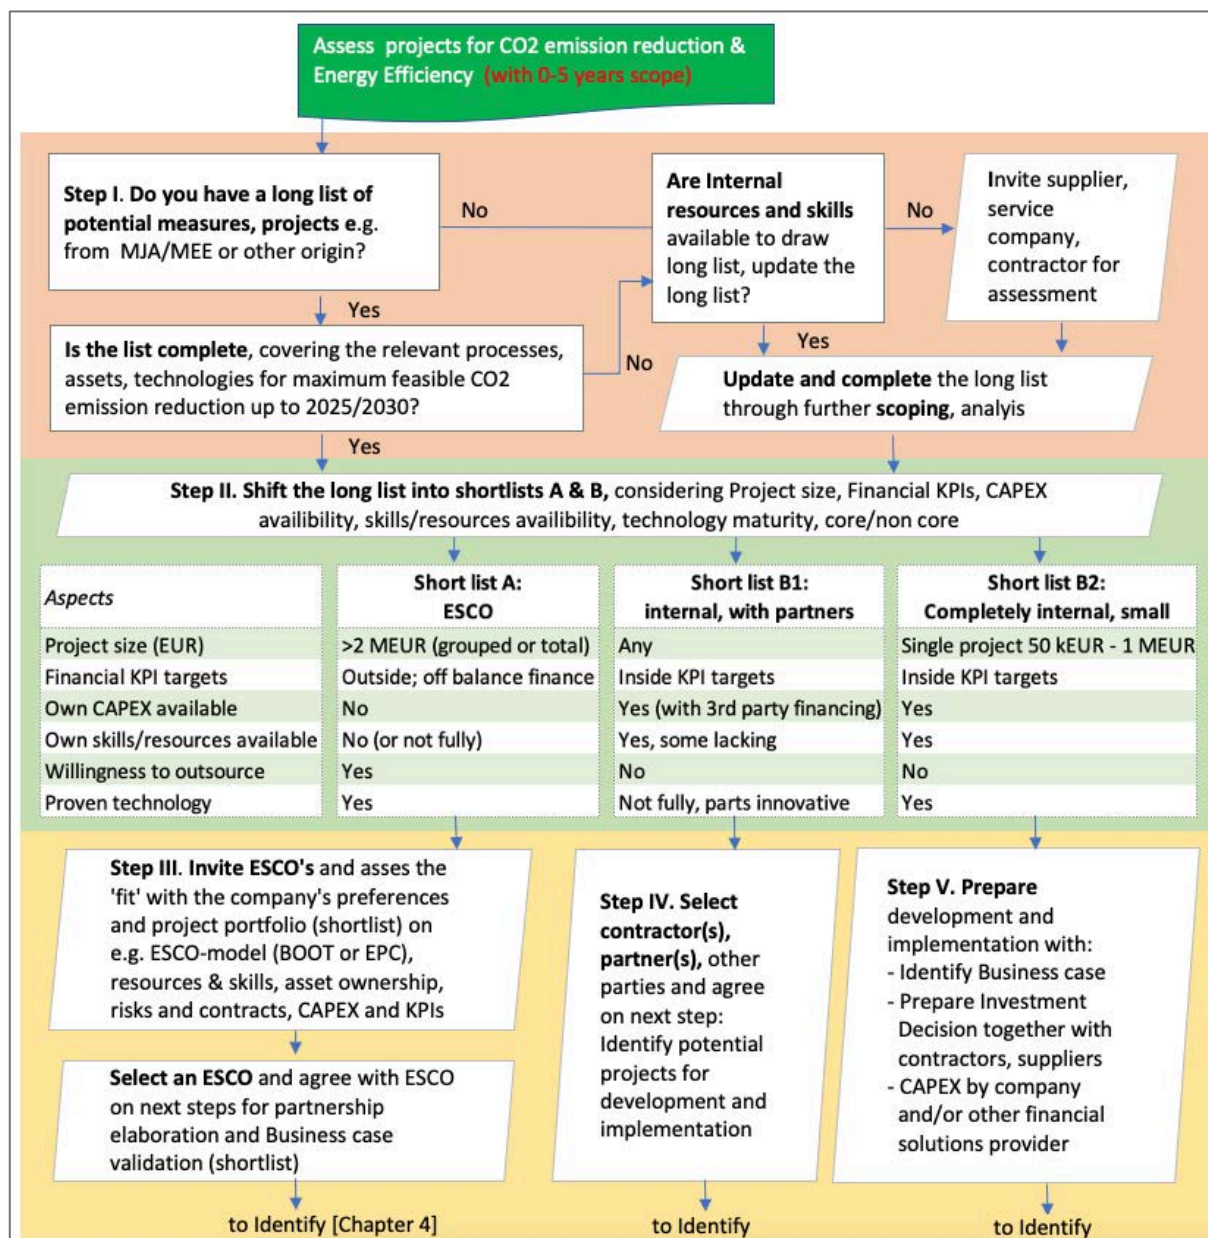 Assess projects for CO2 emission reduction &
Energy Efficiency (with 0-5 years scope)
Step I. Do you have a long list of
potential measures, projects e.g.
from MJA/MEE or other origin?
No
Are Internal
resources and skills
available to draw
long list, update the
long list?
No
Invite supplier,
service
company,
contractor for
assessment
Yes
Is the list complete, covering the relevant processes,
assets, technologies for maximum feasible CO2
emission reduction up to 2025/2030?
No
Yes
Update and complete the long list
through further scoping, analyis
Yes
Step II. Shift the long list into shortlists A & B, considering Project size, Financial KPIs, CAPEX
availibility, skills/resources availibility, technology maturity, core/non core
Aspects
Short list A:
ESCO
Short list B1:
internal, with partners
Short list B2:
Completely internal, small
Project size (EUR) >2 MEUR (grouped or total) Any Single project 50 kEUR - 1 MEUR
Financial KPI targets Outside; off balance finance Inside KPI targets Inside KPI targets
Own CAPEX available No Yes (with 3rd party financing) Yes
Own skills/resources available No (or not fully) Yes, some lacking Yes
Willingness to outsource Yes No No
Proven technology Yes Not fully, parts innovative Yes
Step III. Invite ESCO's and asses the
'fit' with the company's preferences
and project portfolio (shortlist) on
e.g. ESCO-model (BOOT or EPC),
resources & skills, asset ownership,
risks and contracts, CAPEX and KPIs
Select an ESCO and agree with ESCO
on next steps for partnership
elaboration and Business case
validation (shortlist)
to Identify [Chapter 4]
Step IV. Select
contractor(s),
partner(s), other
parties and agree
on next step:
Identify potential
projects for
development and
implementation
to Identify
Step V. Prepare
development and
implementation with:
- Identify Business case
- Prepare Investment
Decision together with
contractors, suppliers
- CAPEX by company
and/or other financial
solutions provider
to Identify